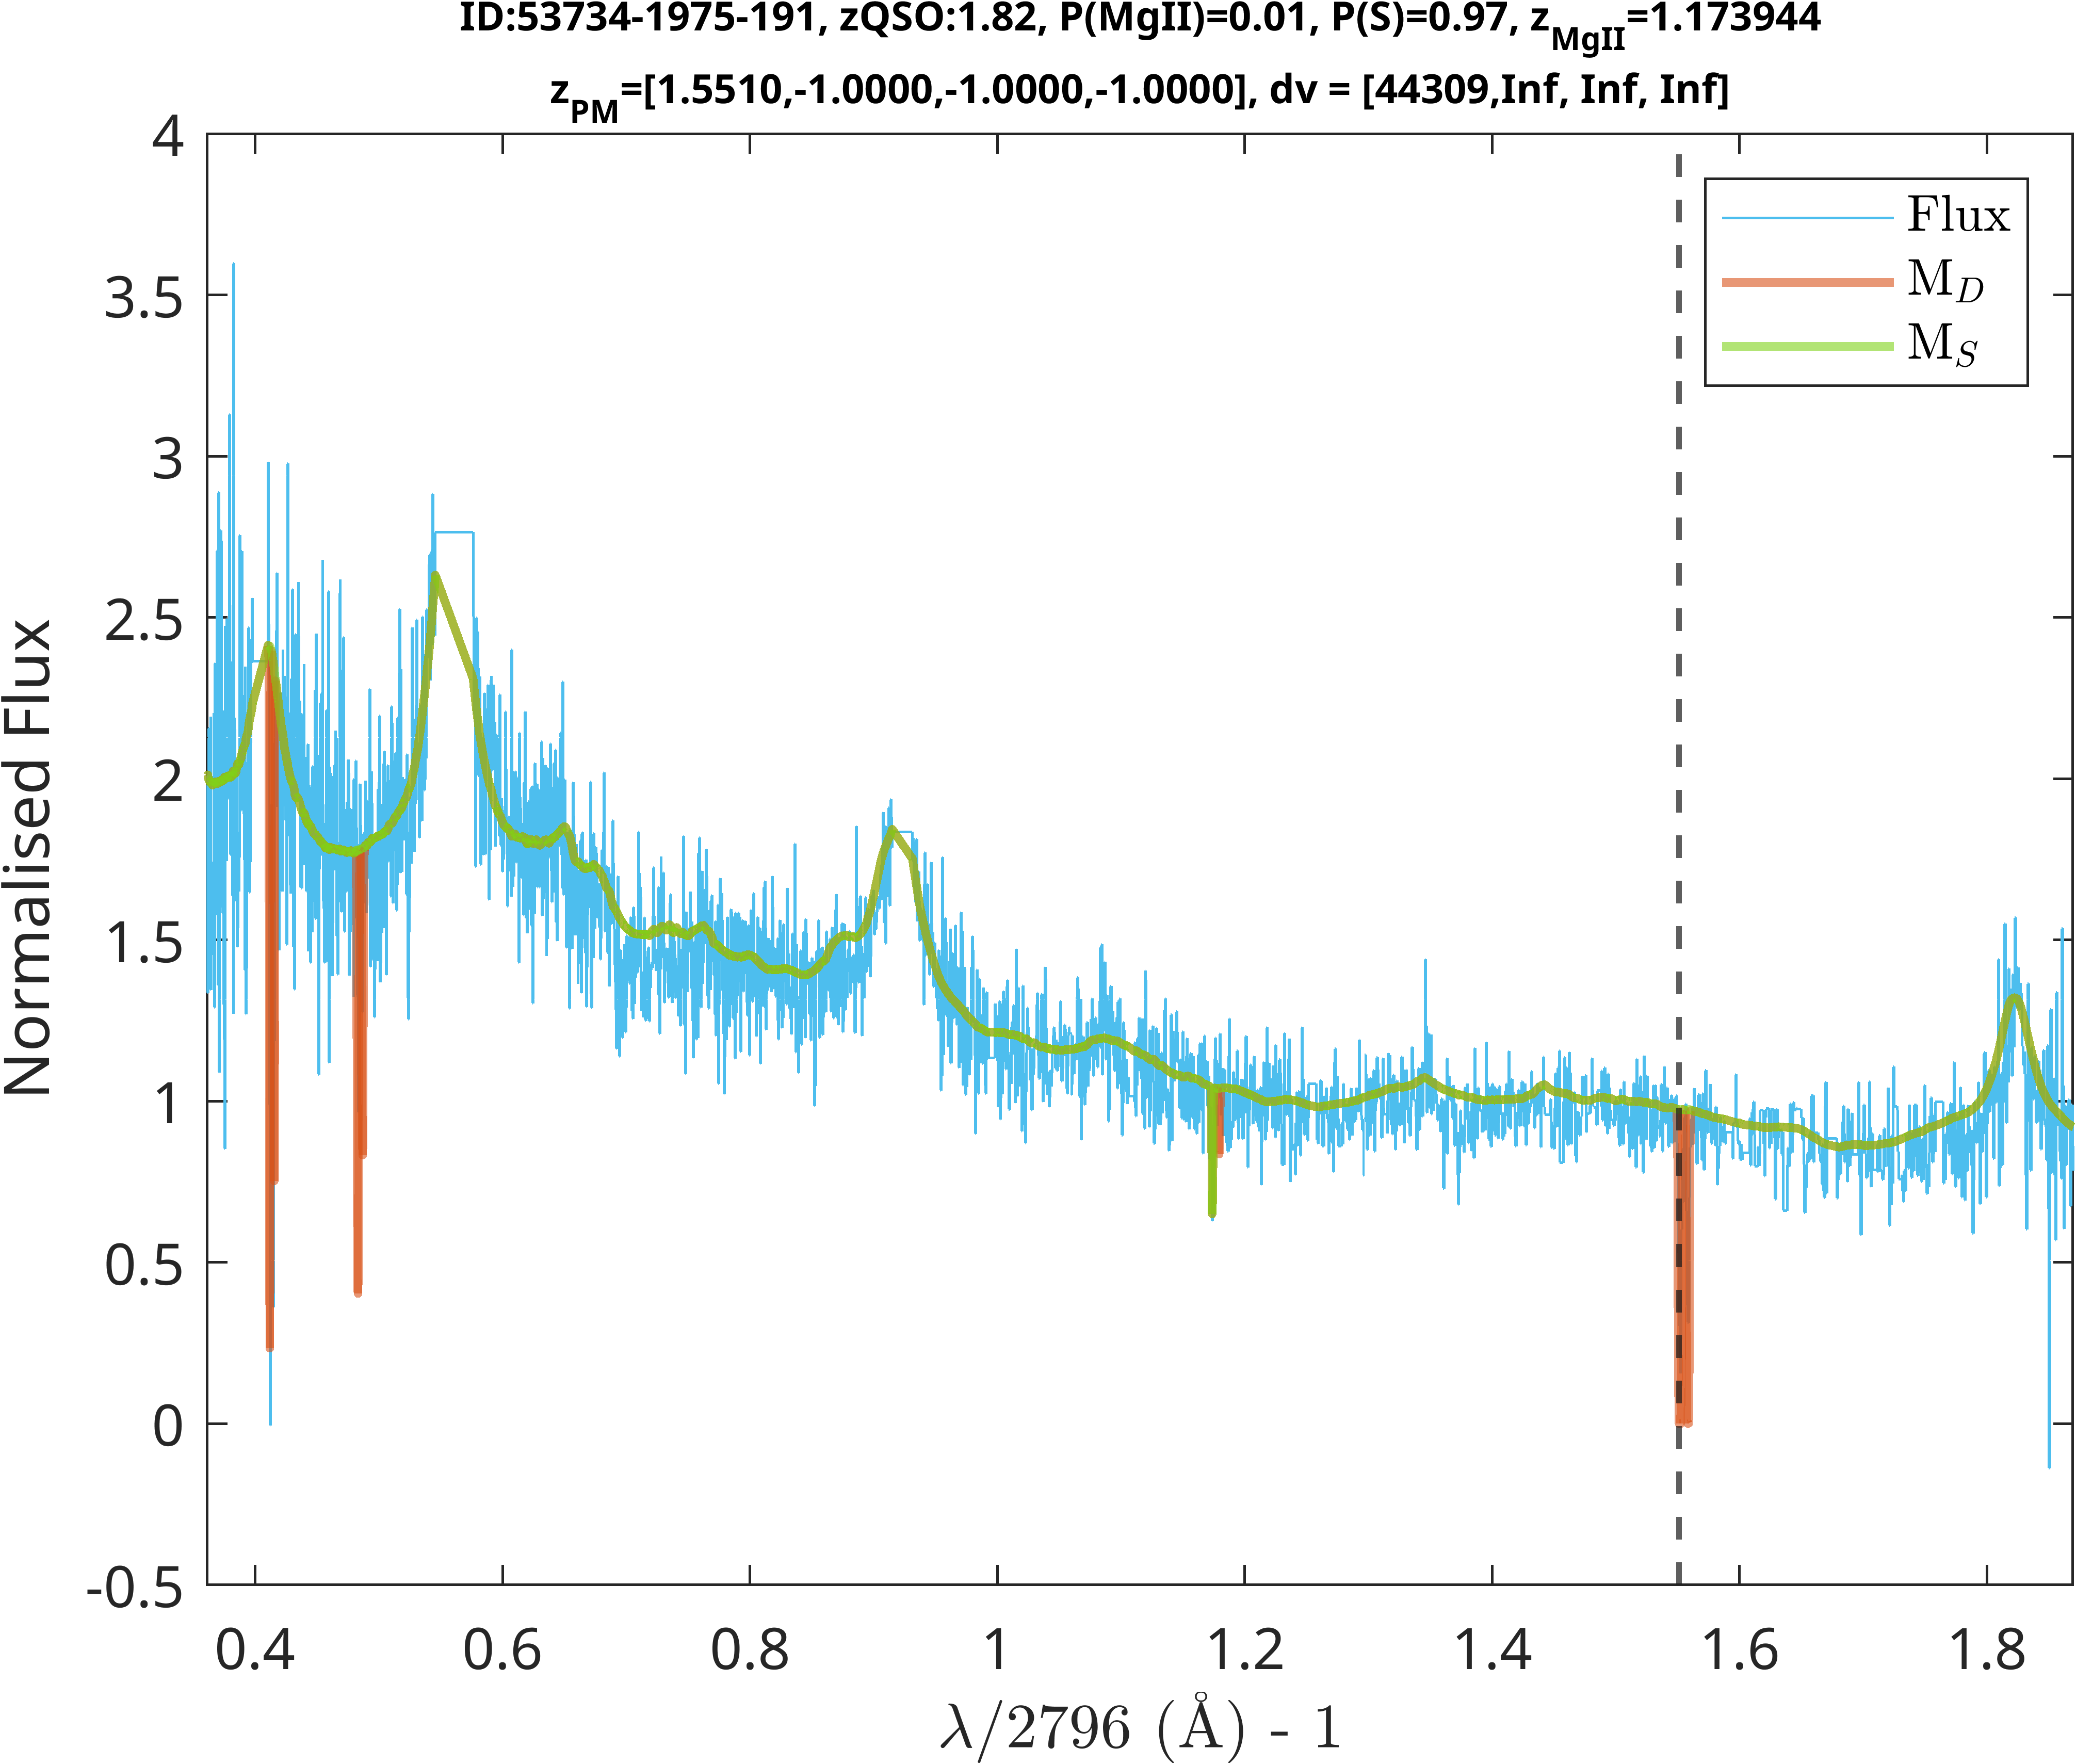 ID:53734-1975-191, zQSO:1.82, P(MgII)=0.01, P(S)=0.97, zMgII=1.173944
zPM=[1.5510,-1.0000,-1.0000,-1.0000], dv = [44309,Inf, Inf, Inf]
4
3.5
3
2.5
2
1.5
1
0.5
0
-0.5
Normalised Flux
Flux
MD
MS
0.4
0.6
0.8
1
1.2
1.4
1.6
1.8
λ/2796 (Å) - 1